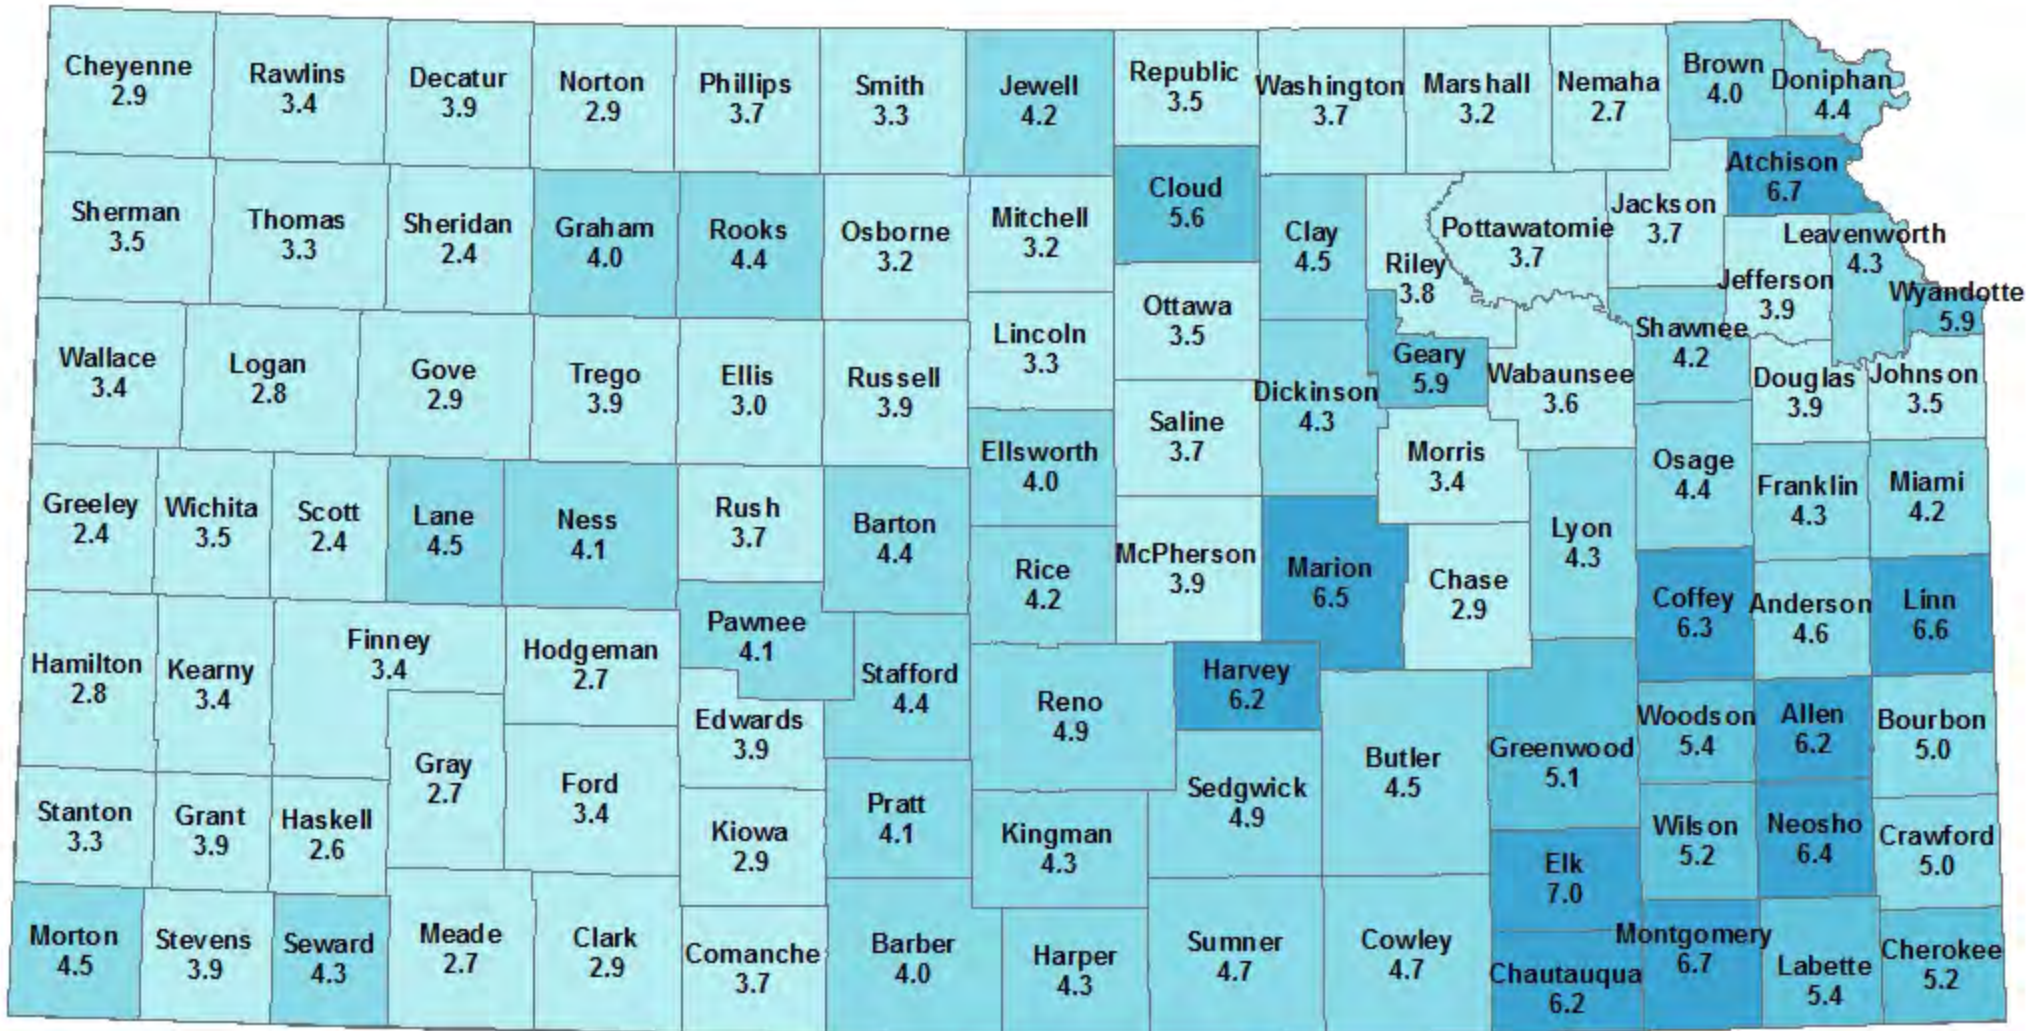 Cheyenne
2.9
Rawlins
3.4
Decatur
3.9
Norton
2.9
Phillips
3.7
Smith
3.3
Jewell
4.2
Republic
3.5
Washington
3.7
Marshall
3.2
Nemaha
2.7
Brown
4.0
Doniphan
4.4
Atchison
6.7
Sherman
3.5
Thomas
3.3
Sheridan
2.4
Graham
4.0
Rooks
4.4
Osborne
3.2
Mitchell
3.2
Cloud
5.6
Clay
4.5
Riley
3.8
Pottawatomie
3.7
Jackson
3.7
Jefferson
3.9
Leavenworth
4.3
Wyandotte
5.9
Wallace
3.4
Logan
2.8
Gove
2.9
Trego
3.9
Ellis
3.0
Russell
3.9
Lincoln
3.3
Ottawa
3.5
Saline
3.7
Dickinson
4.3
Geary
5.9
Wabaunsee
3.6
Shawnee
4.2
Douglas
3.9
Johnson
3.5
Ellsworth
4.0
Morris
3.4
Osage
4.4
Franklin
4.3
Miami
4.2
Greeley
2.4
Wichita
3.5
Scott
2.4
Lane
4.5
Ness
4.1
Rush
3.7
Barton
4.4
Rice
4.2
McPherson
3.9
Marion
6.5
Chase
2.9
Lyon
4.3
Coffey
6.3
Anderson
4.6
Linn
6.6
Hamilton
2.8
Kearny
3.4
Finney
3.4
Hodgeman
2.7
Pawnee
4.1
Stafford
4.4
Edwards
3.9
Reno
4.9
Harvey
6.2
Butler
4.5
Greenwood
5.1
Woodson
5.4
Allen
6.2
Bourbon
5.0
Gray
2.7
Ford
3.4
Kiowa
2.9
Pratt
4.1
Kingman
4.3
Sedgwick
4.9
Stanton
3.3
Grant
3.9
Haskell
2.6
Elk
7.0
Wilson
5.2
Neosho
6.4
Crawford
5.0
Morton
4.5
Stevens
3.9
Seward
4.3
Meade
2.7
Clark
2.9
Comanche
3.7
Barber
4.0
Harper
4.3
Sumner
4.7
Cowley
4.7
Chautauqua
6.2
Montgomery
6.7
Labette
5.4
Cherokee
5.2